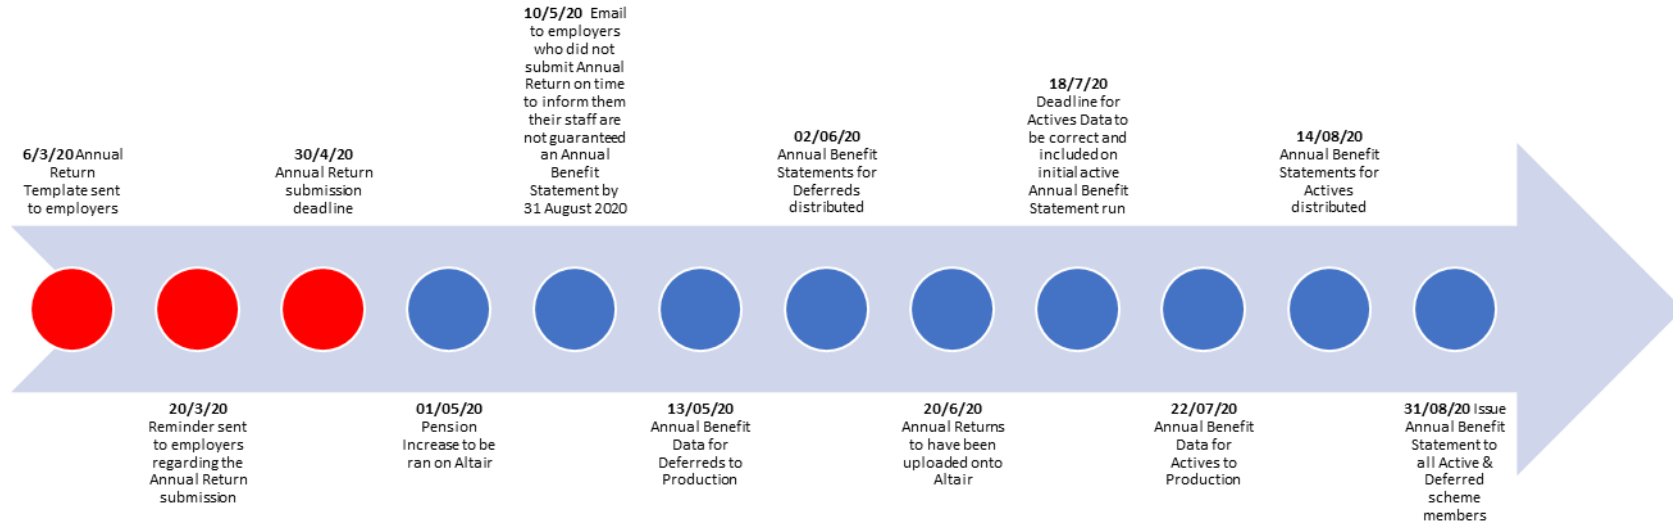 6/3/20 Annual
Return
Template sent
to employers
20/3/20
Reminder sent
to employers
regarding the
Annual Return
submission
30/4/20
Annual Return
submission
deadline
01/05/20
Pension
Increase to be
ran on Altair
10/5/20 Email
to employers
who did not
submit Annual
Return on time
to inform them
their staff are
not guaranteed
an Annual
Benefit
Statement by
31 August 2020
13/05/20
Annual Benefit
Data for
Deferreds to
Production
02/06/20
Annual Benefit
Statements for
Deferreds
distributed
20/6/20
Annual Returns
to have been
uploaded onto
Altair
18/7/20
Deadline for
Actives Data to
be correct and
included on
initial active
Annual Benefit
Statement run
22/07/20
Annual Benefit
Data for
Actives to
Production
14/08/20
Annual Benefit
Statements for
Actives
distributed
31/08/20 Issue
Annual Benefit
Statement to
all Active &
Deferred
scheme
members